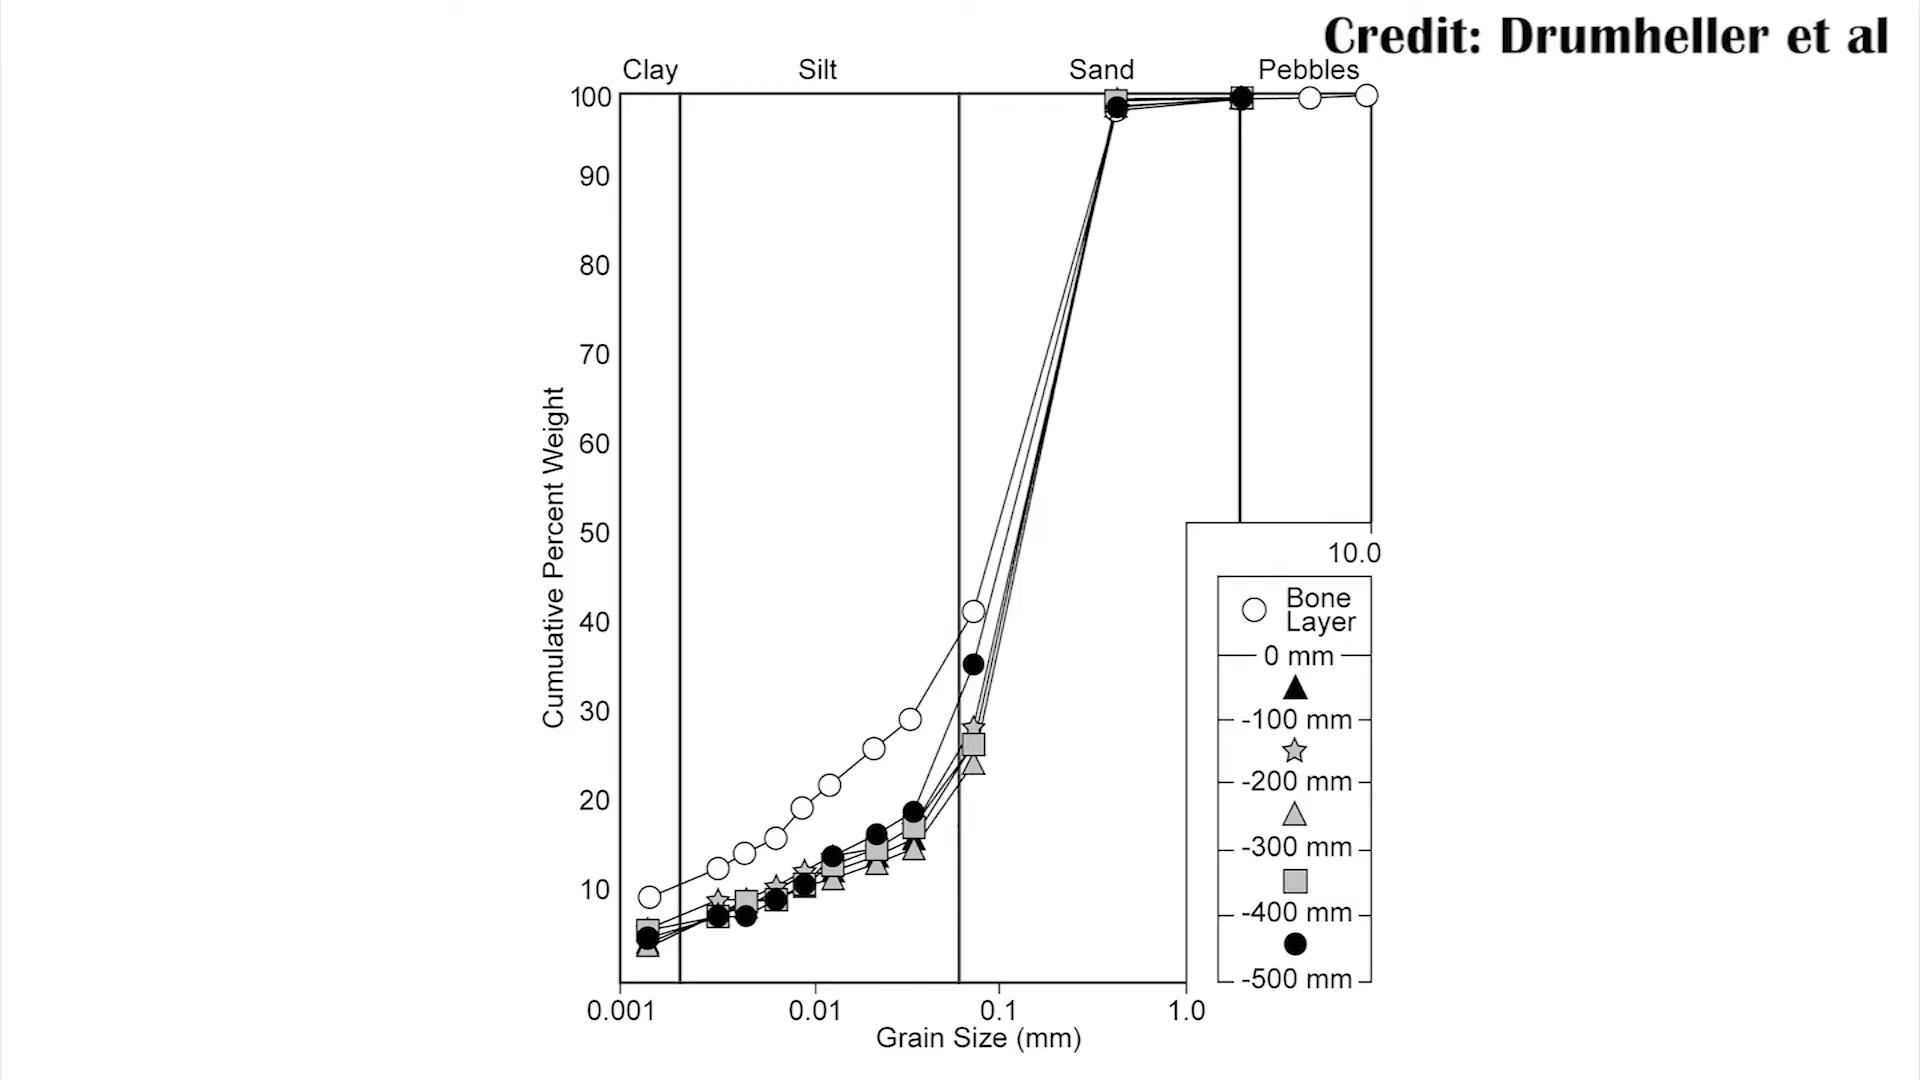 Credit: Drumheller et al
Clay Silt Sand Pebbles
100
90
80
70
60
50
40
30
20
10
Cumulative Percent Weight
0.001 0.01 0.1 1.0
10.0
Grain Size (mm)
Bone
Layer
0 mm
-100 mm
-200 mm
-300 mm
-400 mm
-500 mm